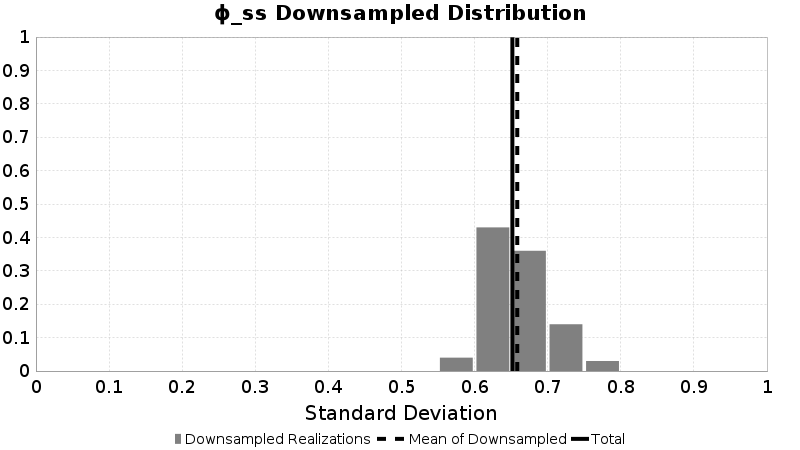 ϕ_ss Downsampled Distribution
1
0.9
0.8
0.7
0.6
0.5
0.4
0.3
0.2
0.1
0
0 0.1 0.2 0.3 0.4 0.5 0.6 0.7 0.8 0.9 1
Standard Deviation
Downsampled Realizations Mean of Downsampled Total